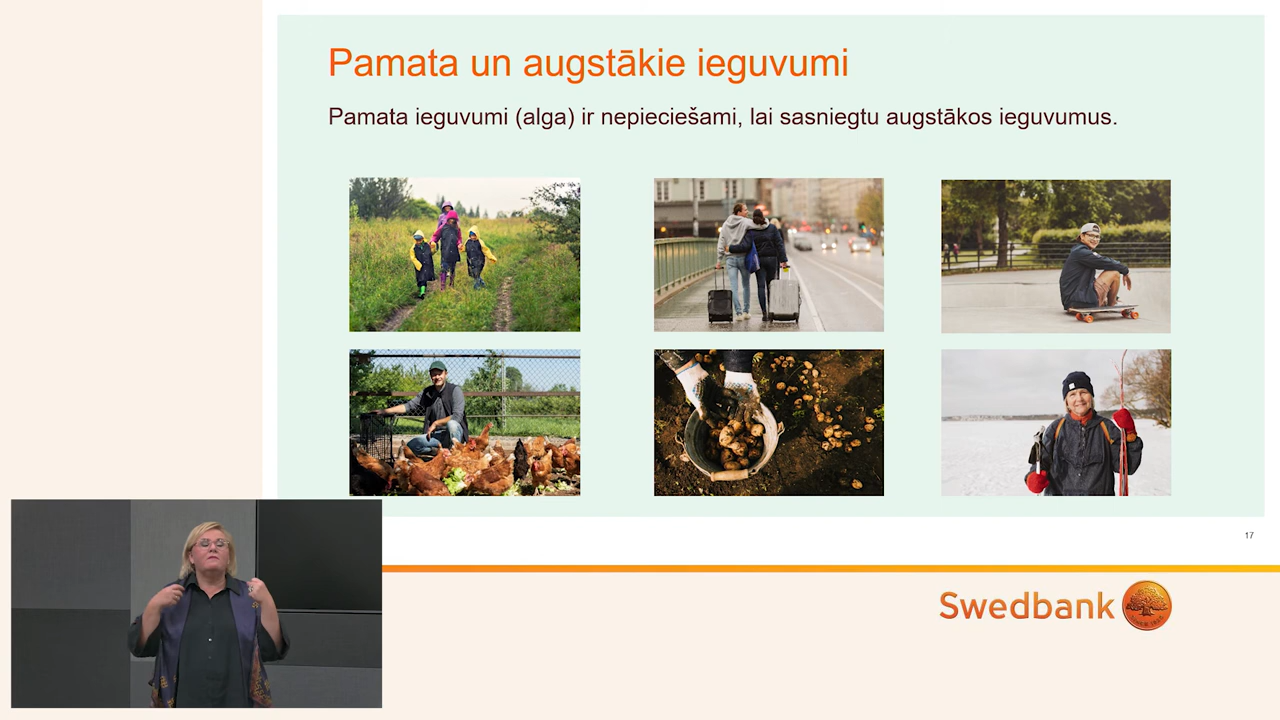 Pamata un augstākie ieguvumi
Pamata ieguvumi (alga) ir nepieciešami, lai sasniegtu augstākos ieguvumus.
17
Swedbank